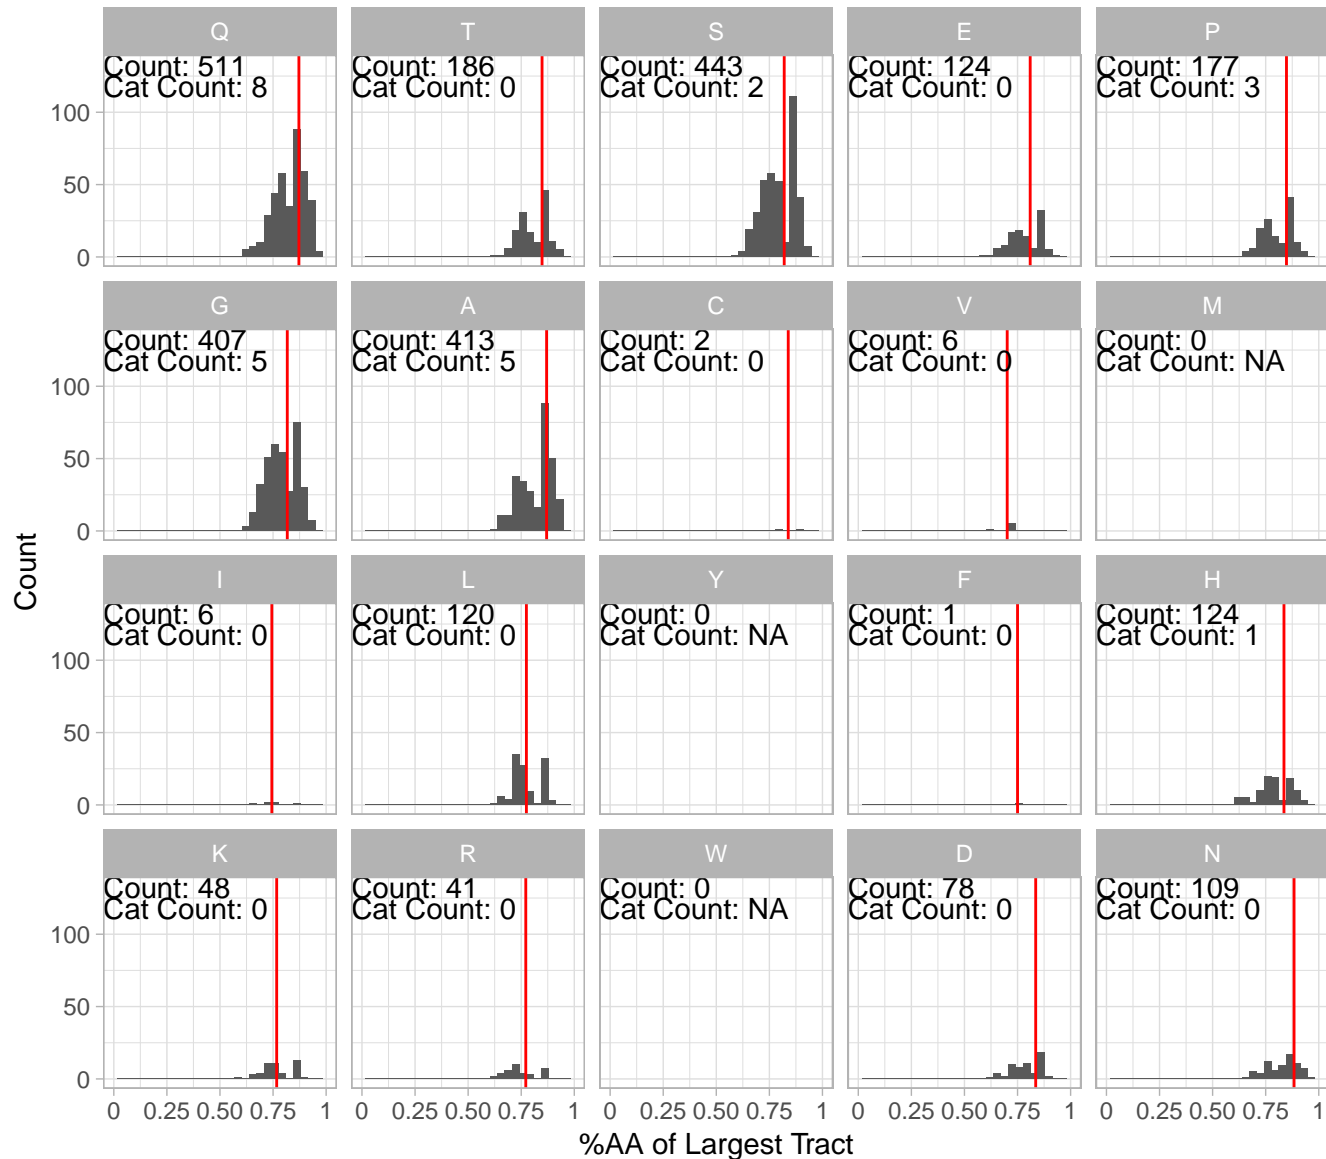 Q T S E P
Count: 511 Count: 186 Count: 443 Count: 124 Count: 177
Cat Count: 8 Cat Count: 0 Cat Count: 2 Cat Count: 0 Cat Count: 3
100
50
0
G A C V M
Count: 407 Count: 413 Count: 2 Count: 6 Count: 0
Cat Count: 5 Cat Count: 5 Cat Count: 0 Cat Count: 0 Cat Count: NA
100
50
0
Count
I L Y F H
Count: 6 Count: 120 Count: 0 Count: 1 Count: 124
Cat Count: 0 Cat Count: 0 Cat Count: NA Cat Count: 0 Cat Count: 1
100
50
0
K R W D N
Count: 48 Count: 41 Count: 0 Count: 78 Count: 109
Cat Count: 0 Cat Count: 0 Cat Count: NA Cat Count: 0 Cat Count: 0
100
50
0
0 0.25 0.50 0.75 1 0 0.25 0.50 0.75 1 0 0.25 0.50 0.75 1 0 0.25 0.50 0.75 1 0 0.25 0.50 0.75 1
%AA of Largest Tract